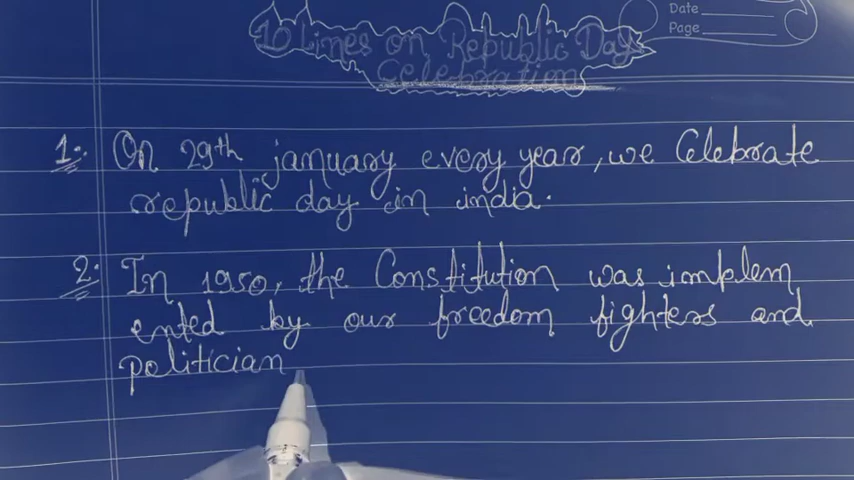 Date
Page
10 Lines on Republic Day
Celebration
1. On 29th january every year, we Celebrate
republic day in india.
2. In 1950, the Constitution was implem
ented by our freedom fighters and
politician